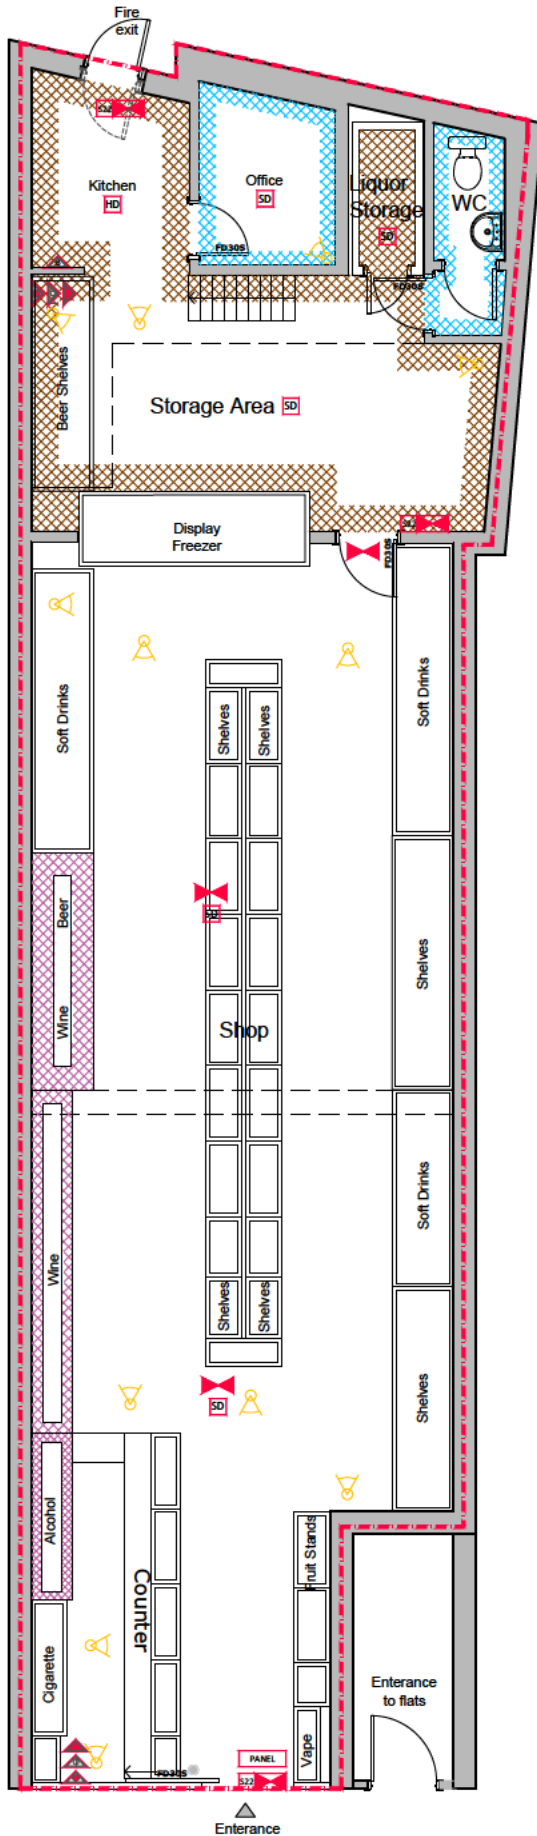 Fire
exit
S22
Kitchen
HD
Office
SD
Liquor
Storage
SD
WC
FD30S
FD30S
Beer Shelves
Storage Area SD
Display
Freezer
FD30S
Soft Drinks
Soft Drinks
Shelves
Shelves
SD
Beer
Wine
Shelves
Shop
Soft Drinks
Wine
Shelves
Shelves
Shelves
SD
Alcohol
Fruit Stands
Counter
Cigarette
Enterance
to flats
Vape
PANEL
FD30S
S22
Enterance